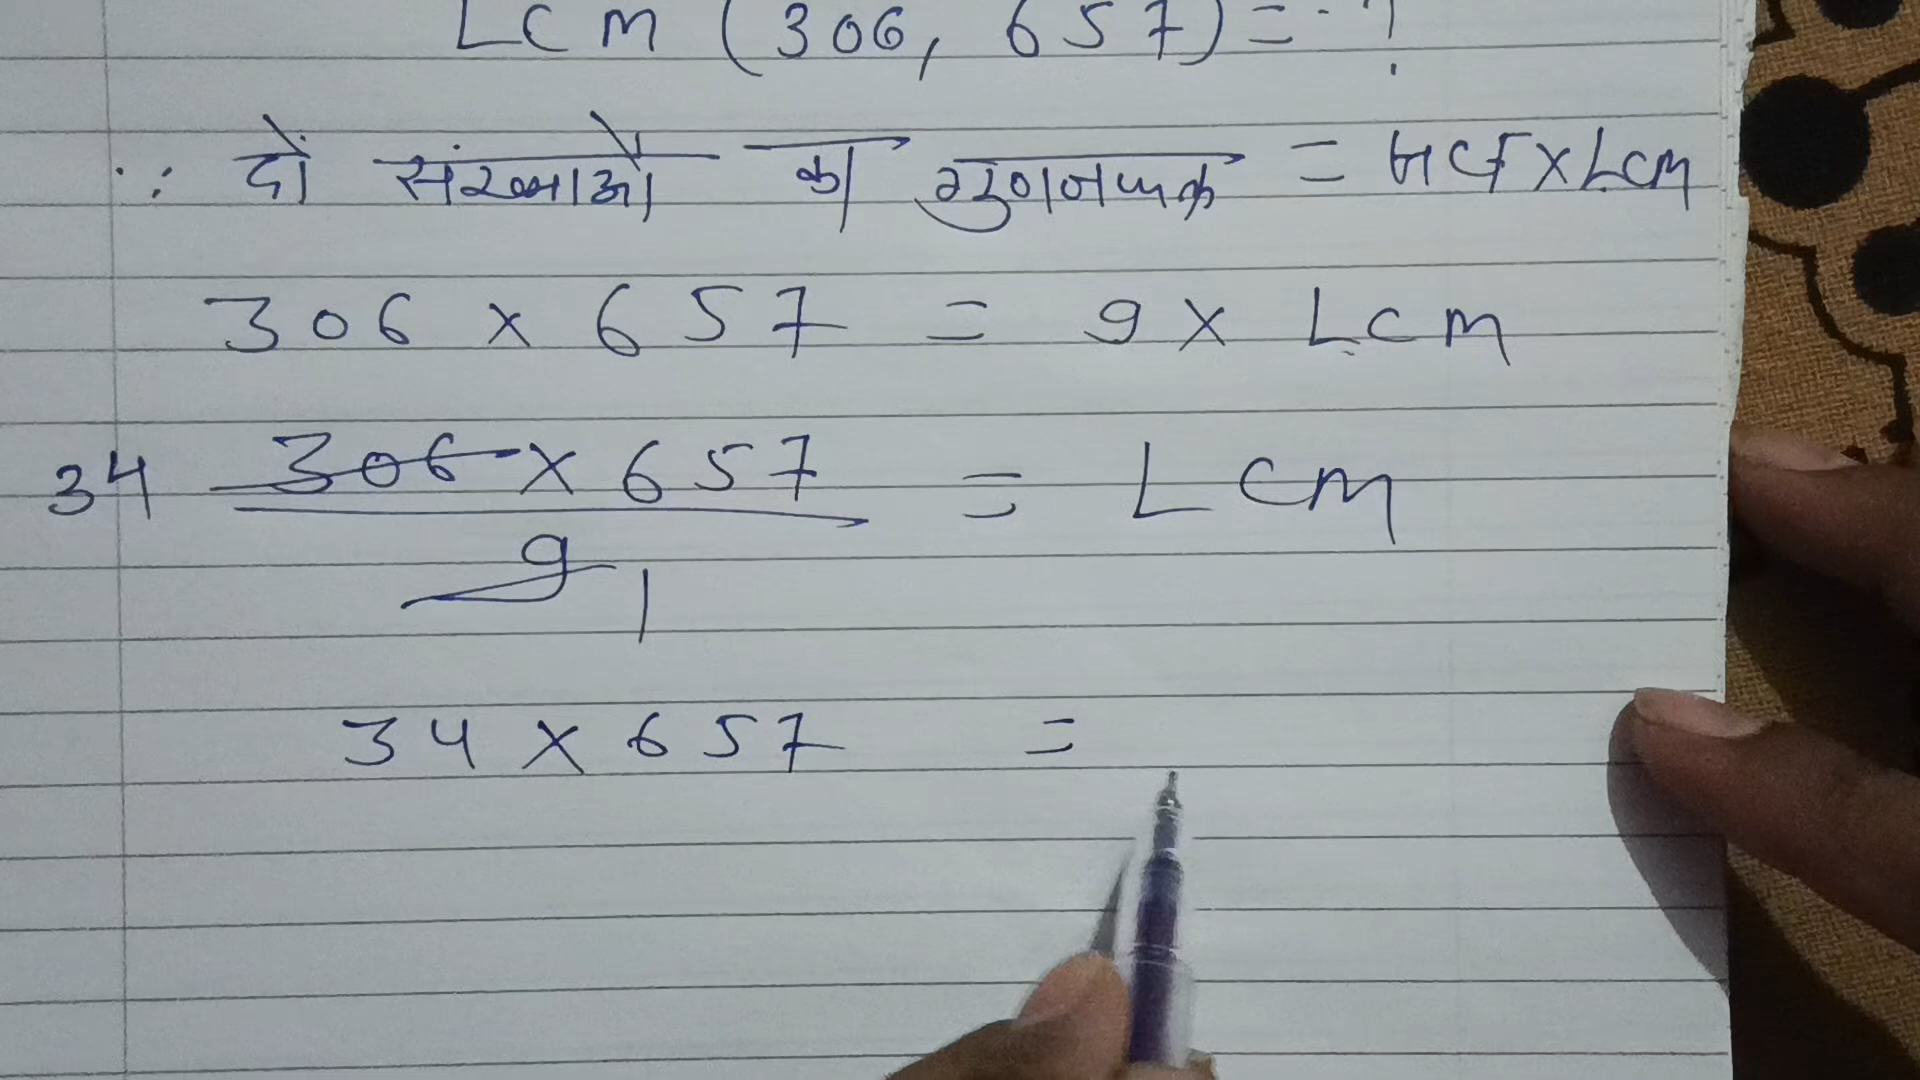 LCM (306, 657) = ?
∵ दो संख्याओं का गुणनफल = HCF × LCM
306 × 657 = 9 × LCM
34 306 × 657 = LCM
9 1
34 × 657 =